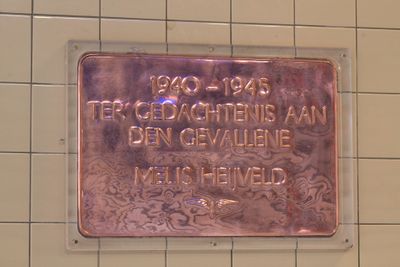 1940 - 1945
TER GEDACHTENIS AAN
DEN GEVALLENE
MELIS HEIJVELD